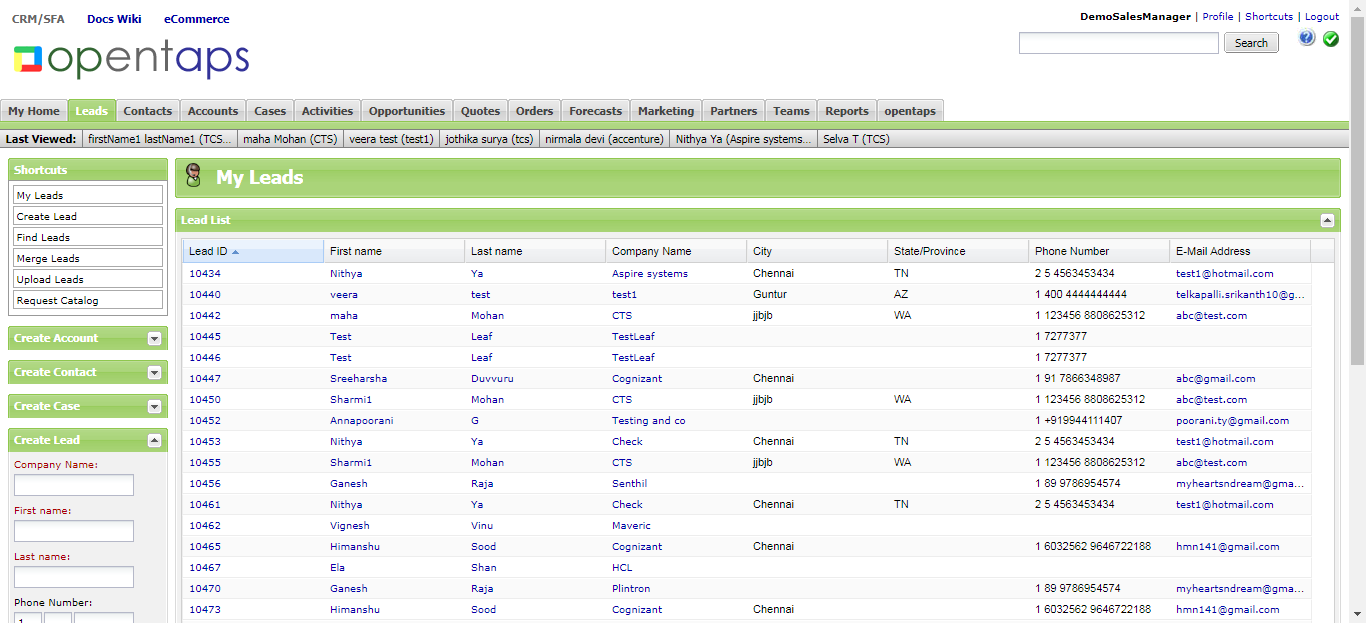 CRM/SFA Docs Wiki eCommerce
DemoSalesManager | Profile | Shortcuts | Logout
opentaps
Search
My Home Leads Contacts Accounts Cases Activities Opportunities Quotes Orders Forecasts Marketing Partners Teams Reports opentaps
Last Viewed: firstName1 lastName1 (TCS... maha Mohan (CTS) veera test (test1) jothika surya (tcs) nirmala devi (accenture) Nithya Ya (Aspire systems... Selva T (TCS)
Shortcuts
My Leads
Create Lead
Find Leads
Merge Leads
Upload Leads
Request Catalog
Create Account
Create Contact
Create Case
Create Lead
Company Name:
First name:
Last name:
Phone Number:
1
My Leads
Lead List
Lead ID First name Last name Company Name City State/Province Phone Number E-Mail Address
10434 Nithya Ya Aspire systems Chennai TN 2 5 4563453434 test1@hotmail.com
10440 veera test test1 Guntur AZ 1 400 4444444444 telkapalli.srikanth10@g...
10442 maha Mohan CTS jjbjb WA 1 123456 8808625312 abc@test.com
10445 Test Leaf TestLeaf 1 7277377
10446 Test Leaf TestLeaf 1 7277377
10447 Sreeharsha Duvvuru Cognizant Chennai 1 91 7866348987 abc@gmail.com
10450 Sharmi1 Mohan CTS jjbjb WA 1 123456 8808625312 abc@test.com
10452 Annapoorani G Testing and co 1 +919944111407 poorani.ty@gmail.com
10453 Nithya Ya Check Chennai TN 2 5 4563453434 test1@hotmail.com
10455 Sharmi1 Mohan CTS jjbjb WA 1 123456 8808625312 abc@test.com
10456 Ganesh Raja Senthil 1 89 9786954574 myheartsndream@gma...
10461 Nithya Ya Check Chennai TN 2 5 4563453434 test1@hotmail.com
10462 Vignesh Vinu Maveric
10465 Himanshu Sood Cognizant Chennai 1 6032562 9646722188 hmn141@gmail.com
10467 Ela Shan HCL
10470 Ganesh Raja Plintron 1 89 9786954574 myheartsndream@gma...
10473 Himanshu Sood Cognizant Chennai 1 6032562 9646722188 hmn141@gmail.com